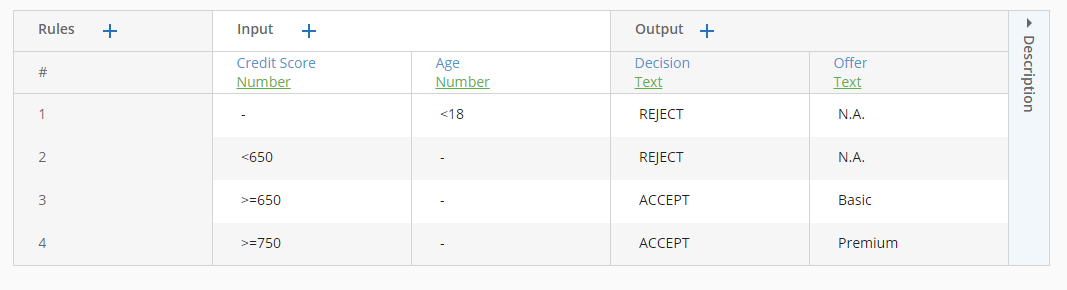 Rules + Input + Output +
# Credit Score Age Decision Offer
Number Number Text Text
1 - <18 REJECT N.A.
2 <650 - REJECT N.A.
3 >=650 - ACCEPT Basic
4 >=750 - ACCEPT Premium
Description